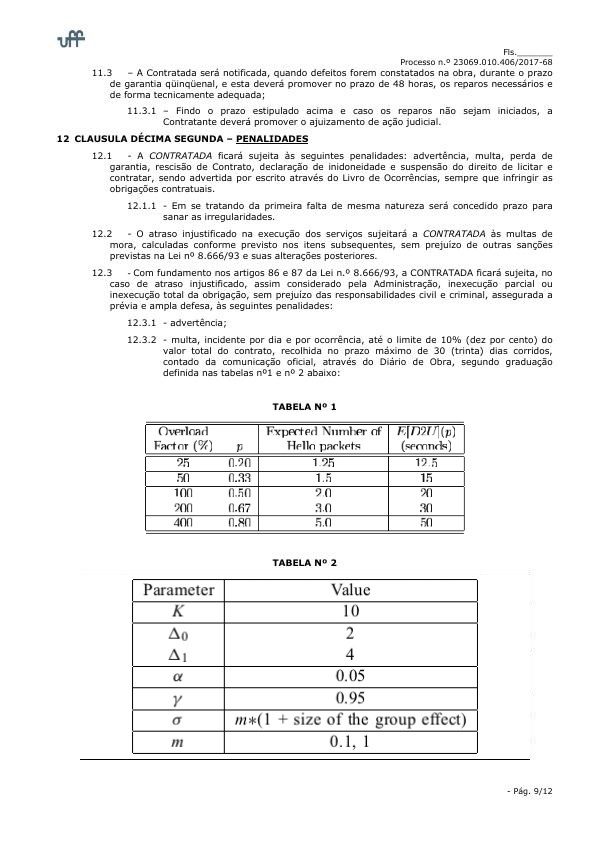 uff
Fls.________
Processo n.º 23069.010.406/2017-68
11.3 – A Contratada será notificada, quando defeitos forem constatados na obra, durante o prazo
de garantia qüinqüenal, e esta deverá promover no prazo de 48 horas, os reparos necessários e
de forma tecnicamente adequada;
11.3.1 – Findo o prazo estipulado acima e caso os reparos não sejam iniciados, a
Contratante deverá promover o ajuizamento de ação judicial.
12 CLAUSULA DÉCIMA SEGUNDA – PENALIDADES
12.1 - A CONTRATADA ficará sujeita às seguintes penalidades: advertência, multa, perda de
garantia, rescisão de Contrato, declaração de inidoneidade e suspensão do direito de licitar e
contratar, sendo advertida por escrito através do Livro de Ocorrências, sempre que infringir as
obrigações contratuais.
12.1.1 - Em se tratando da primeira falta de mesma natureza será concedido prazo para
sanar as irregularidades.
12.2 - O atraso injustificado na execução dos serviços sujeitará a CONTRATADA às multas de
mora, calculadas conforme previsto nos itens subsequentes, sem prejuízo de outras sanções
previstas na Lei nº 8.666/93 e suas alterações posteriores.
12.3 - Com fundamento nos artigos 86 e 87 da Lei n.º 8.666/93, a CONTRATADA ficará sujeita, no
caso de atraso injustificado, assim considerado pela Administração, inexecução parcial ou
inexecução total da obrigação, sem prejuízo das responsabilidades civil e criminal, assegurada a
prévia e ampla defesa, às seguintes penalidades:
12.3.1 - advertência;
12.3.2 - multa, incidente por dia e por ocorrência, até o limite de 10% (dez por cento) do
valor total do contrato, recolhida no prazo máximo de 30 (trinta) dias corridos,
contado da comunicação oficial, através do Diário de Obra, segundo graduação
definida nas tabelas nº1 e nº 2 abaixo:
TABELA Nº 1
Overload Expected Number of E[D2U](p)
Factor (%) p Hello packets (seconds)
25 0.20 1.25 12.5
50 0.33 1.5 15
100 0.50 2.0 20
200 0.67 3.0 30
400 0.80 5.0 50
TABELA Nº 2
Parameter Value
K 10
Δ0 2
Δ1 4
α 0.05
γ 0.95
σ m*(1 + size of the group effect)
m 0.1, 1
- Pág. 9/12